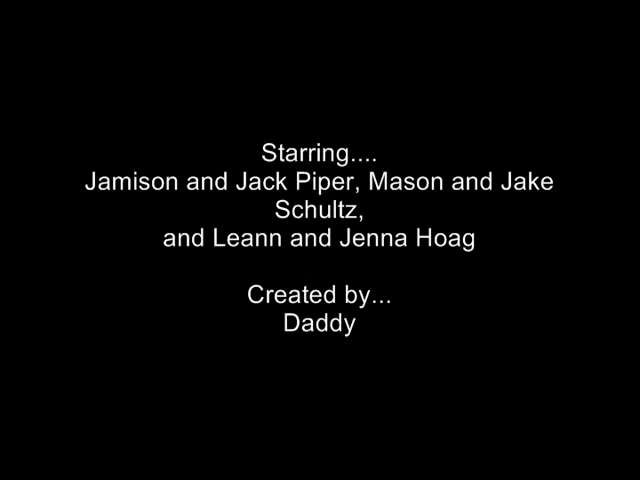 Starring....
Jamison and Jack Piper, Mason and Jake
Schultz,
and Leann and Jenna Hoag
Created by...
Daddy